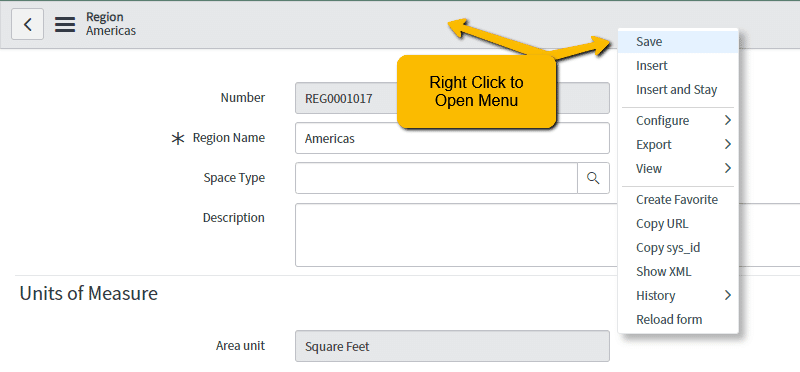 Region
Americas
Right Click to
Open Menu
Number
REG0001017
Region Name
Americas
Space Type
Description
Save
Insert
Insert and Stay
Configure
Export
View
Create Favorite
Copy URL
Copy sys_id
Show XML
History
Reload form
Units of Measure
Area unit
Square Feet